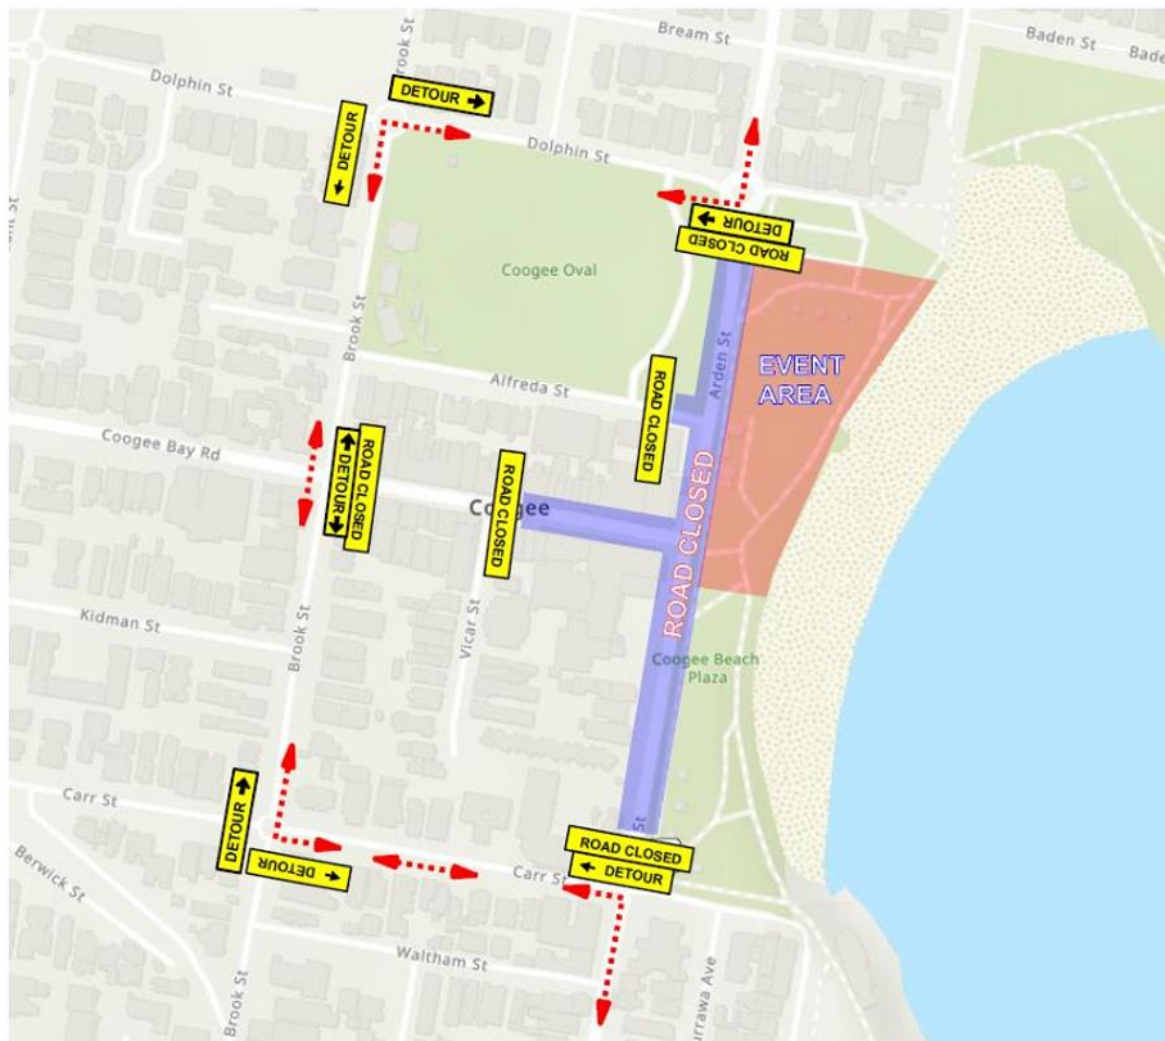 Bream St
Baden St
Bade
Brook St
Dolphin St
DETOUR
DETOUR
Dolphin St
DETOUR
ROAD CLOSED
Coogee Oval
Brook St
Arden St
EVENT
AREA
Alfreda St
ROAD CLOSED
Coogee Bay Rd
ROAD CLOSED
DETOUR
ROAD CLOSED
Coogee
ROAD CLOSED
Kidman St
Vicar St
Brook St
Coogee Beach
Plaza
Carr St
DETOUR
DETOUR
St
ROAD CLOSED
DETOUR
Carr St
Berwick St
Waltham St
Brook St
urrawa Ave